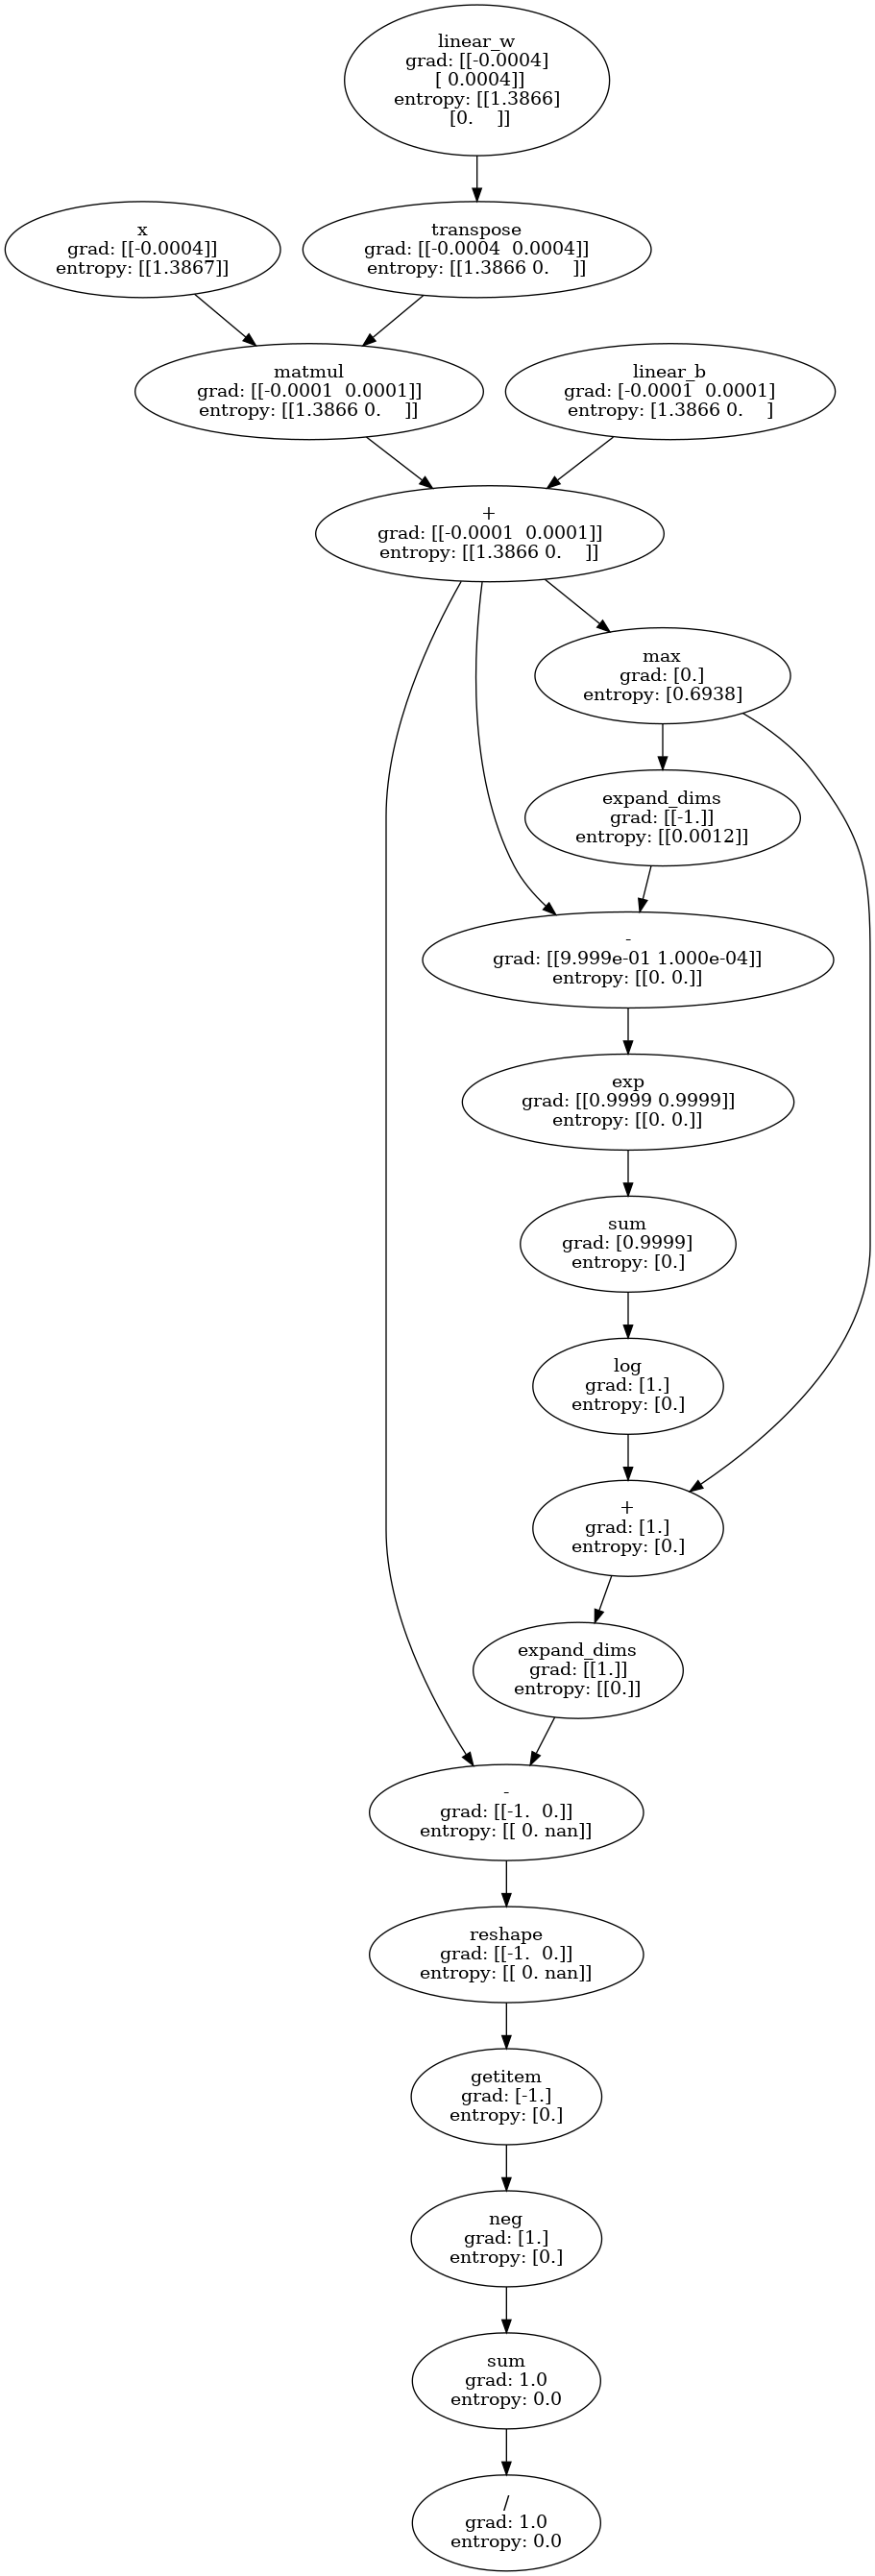 linear_w
grad: [[-0.0004]
[ 0.0004]]
entropy: [[1.3866]
[0.    ]]
x
grad: [[-0.0004]]
entropy: [[1.3867]]
transpose
grad: [[-0.0004  0.0004]]
entropy: [[1.3866 0.    ]]
matmul
grad: [[-0.0001  0.0001]]
entropy: [[1.3866 0.    ]]
linear_b
grad: [-0.0001  0.0001]
entropy: [1.3866 0.    ]
+
grad: [[-0.0001  0.0001]]
entropy: [[1.3866 0.    ]]
max
grad: [0.]
entropy: [0.6938]
expand_dims
grad: [[-1.]]
entropy: [[0.0012]]
-
grad: [[9.999e-01 1.000e-04]]
entropy: [[0. 0.]]
exp
grad: [[0.9999 0.9999]]
entropy: [[0. 0.]]
sum
grad: [0.9999]
entropy: [0.]
log
grad: [1.]
entropy: [0.]
+
grad: [1.]
entropy: [0.]
expand_dims
grad: [[1.]]
entropy: [[0.]]
-
grad: [[-1.  0.]]
entropy: [[ 0. nan]]
reshape
grad: [[-1.  0.]]
entropy: [[ 0. nan]]
getitem
grad: [-1.]
entropy: [0.]
neg
grad: [1.]
entropy: [0.]
sum
grad: 1.0
entropy: 0.0
/
grad: 1.0
entropy: 0.0